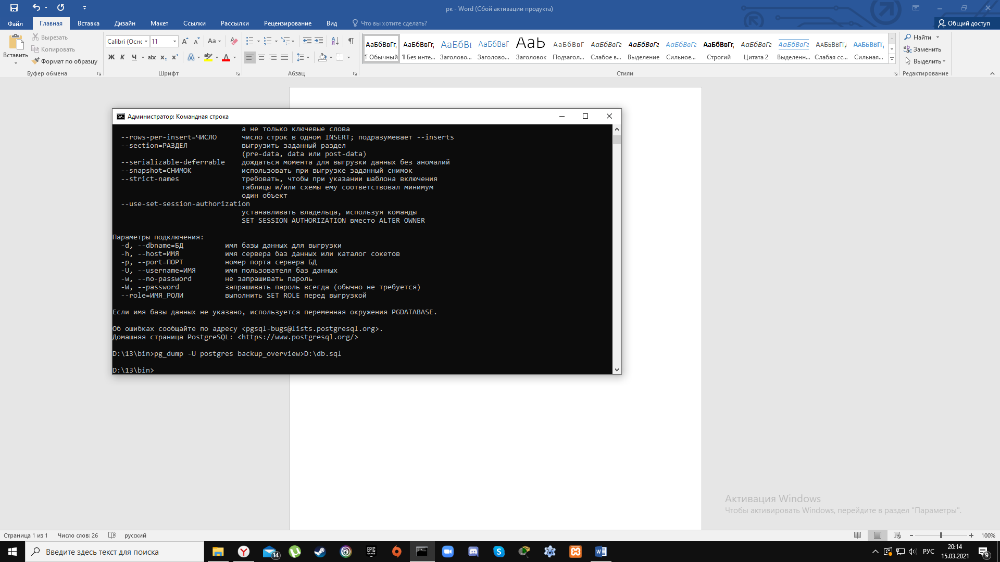 рк - Word (Сбой активации продукта)
Файл Главная Вставка Дизайн Макет Ссылки Рассылки Рецензирование Вид Что вы хотите сделать? Общий доступ
Вставить
Вырезать
Копировать
Формат по образцу
Буфер обмена
Calibri (Оснс 11
Aa
Ж К Ч abc x₂ x² A ab A
Шрифт
Абзац
АаБбВвГг, АаБбВвГг, АаБбВı АаБбВвГ АаЬ АаБбВвГ АаБбВвГг АаБбВвГг АаБбВвГг АаБбВвГг, АаБбВвГг АаБбВвГг ААБбВвГг, ААБбВвГг,
¶ Обычный ¶ Без инте... Заголово... Заголово... Заголовок Подзагол... Слабое в... Выделение Сильное... Строгий Цитата 2 Выделенн... Слабая сс... Сильная...
Стили
Найти
Заменить
Выделить
Редактирование
Администратор: Командная строка
а не только ключевые слова
--rows-per-insert=ЧИСЛО число строк в одном INSERT; подразумевает --inserts
--section=РАЗДЕЛ выгрузить заданный раздел
(pre-data, data или post-data)
--serializable-deferrable дождаться момента для выгрузки данных без аномалий
--snapshot=СНИМОК использовать при выгрузке заданный снимок
--strict-names требовать, чтобы при указании шаблона включения
таблицы и/или схемы ему соответствовал минимум
один объект
--use-set-session-authorization
устанавливать владельца, используя команды
SET SESSION AUTHORIZATION вместо ALTER OWNER
Параметры подключения:
-d, --dbname=БД имя базы данных для выгрузки
-h, --host=ИМЯ имя сервера баз данных или каталог сокетов
-p, --port=ПОРТ номер порта сервера БД
-U, --username=ИМЯ имя пользователя баз данных
-w, --no-password не запрашивать пароль
-W, --password запрашивать пароль всегда (обычно не требуется)
--role=ИМЯ_РОЛИ выполнить SET ROLE перед выгрузкой
Если имя базы данных не указано, используется переменная окружения PGDATABASE.
Об ошибках сообщайте по адресу <pgsql-bugs@lists.postgresql.org>.
Домашняя страница PostgreSQL: <https://www.postgresql.org/>
D:\13\bin>pg_dump -U postgres backup_overview>D:\db.sql
D:\13\bin>
Активация Windows
Чтобы активировать Windows, перейдите в раздел "Параметры".
Страница 1 из 1 Число слов: 26 русский 100%
Введите здесь текст для поиска
14
EPIC GAMES
РУС
20:14
15.03.2021
9